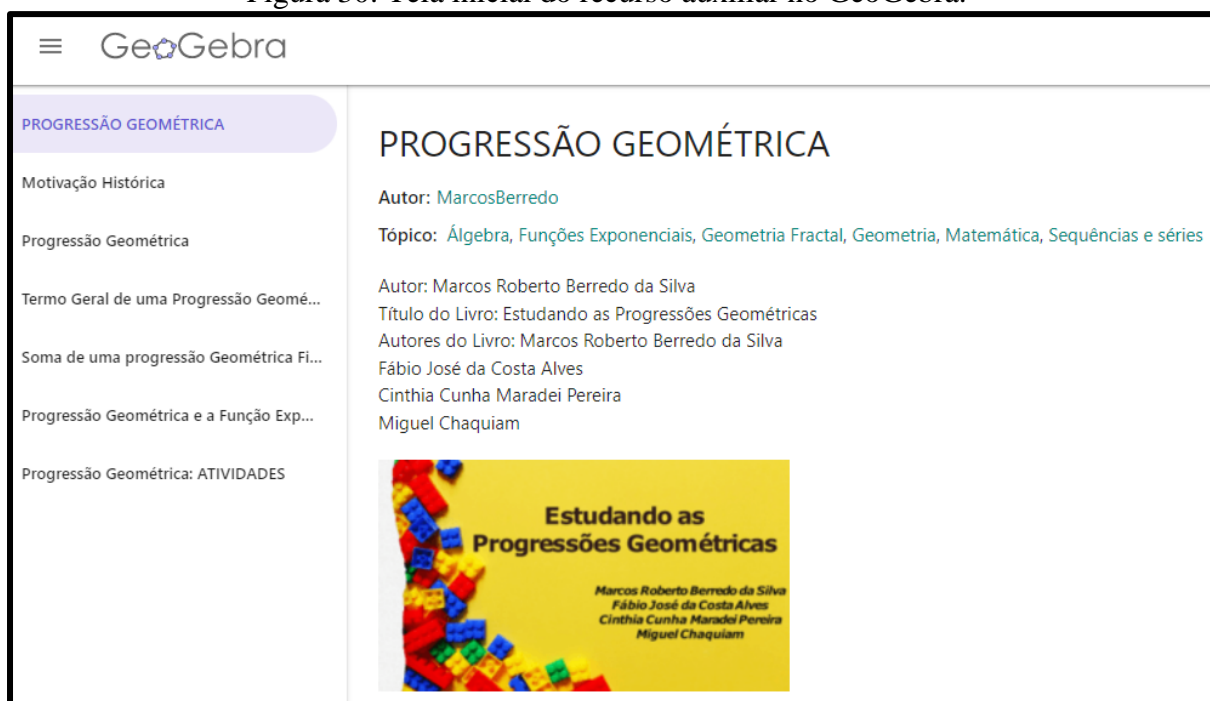 Figura 30: Tela inicial do recurso auxiliar no GeoGebra.
GeoGebra
PROGRESSÃO GEOMÉTRICA
Motivação Histórica
Progressão Geométrica
Termo Geral de uma Progressão Geomé...
Soma de uma progressão Geométrica Fi...
Progressão Geométrica e a Função Exp...
Progressão Geométrica: ATIVIDADES
PROGRESSÃO GEOMÉTRICA
Autor: MarcosBerredo
Tópico: Álgebra, Funções Exponenciais, Geometria Fractal, Geometria, Matemática, Sequências e séries
Autor: Marcos Roberto Berredo da Silva
Título do Livro: Estudando as Progressões Geométricas
Autores do Livro: Marcos Roberto Berredo da Silva
Fábio José da Costa Alves
Cinthia Cunha Maradei Pereira
Miguel Chaquiam
Estudando as
Progressões Geométricas
Marcos Roberto Berredo da Silva
Fábio José da Costa Alves
Cinthia Cunha Maradei Pereira
Miguel Chaquiam